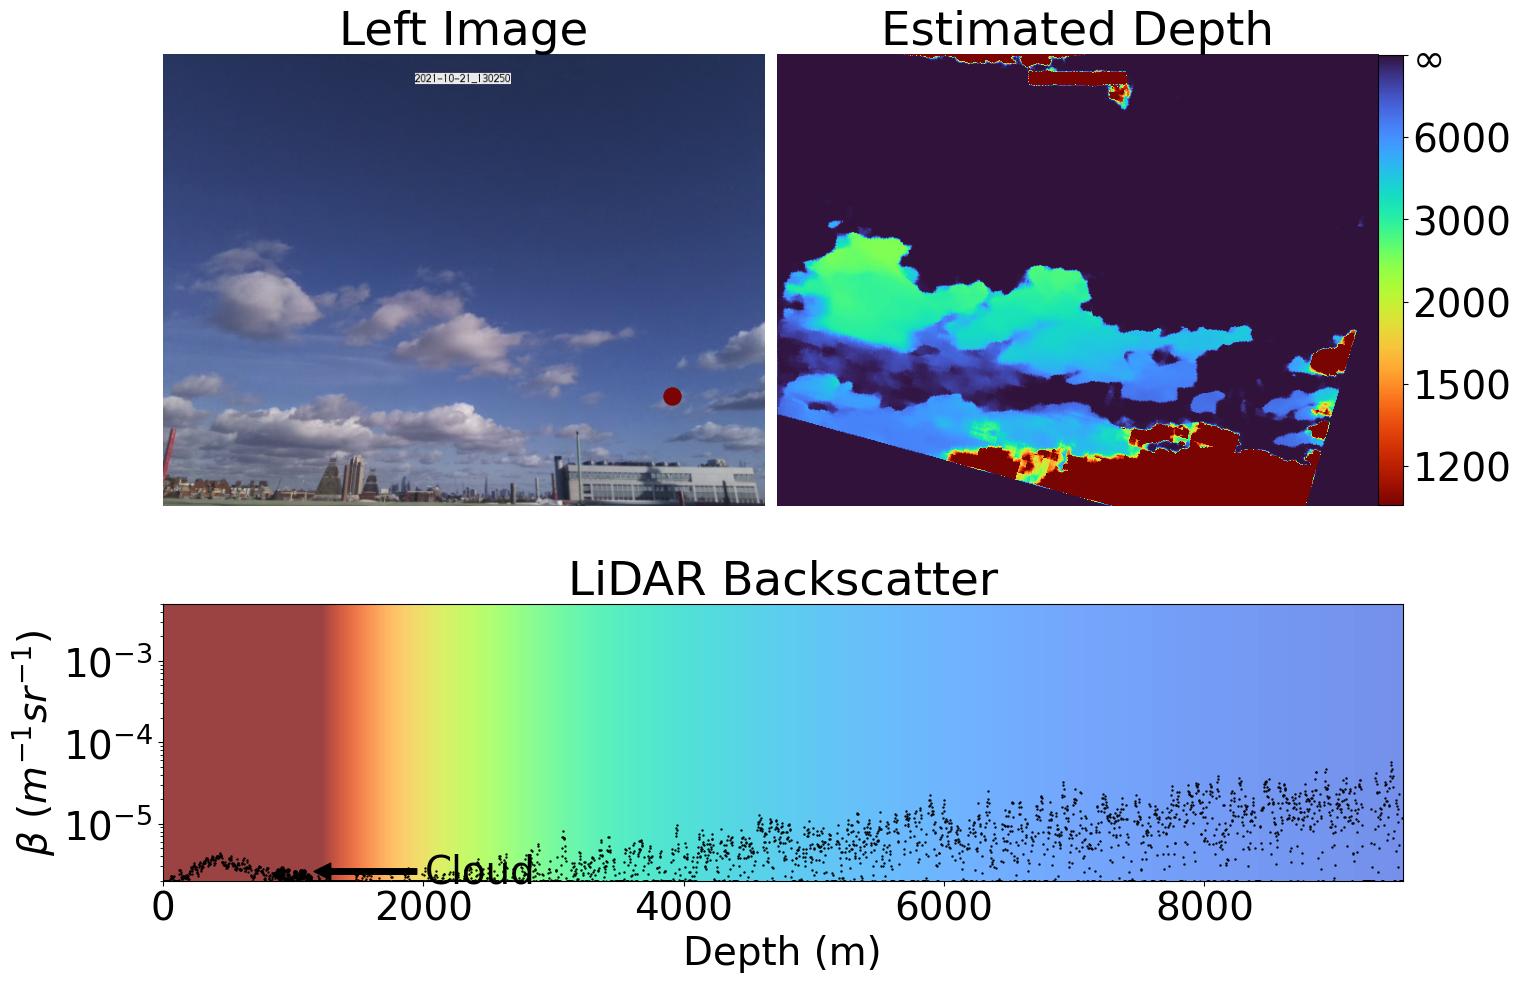 Left Image
Estimated Depth
2021-10-21_130250
∞
6000
3000
2000
1500
1200
LiDAR Backscatter
β (m⁻¹sr⁻¹)
10⁻³
10⁻⁴
10⁻⁵
Cloud
0 2000 4000 6000 8000
Depth (m)